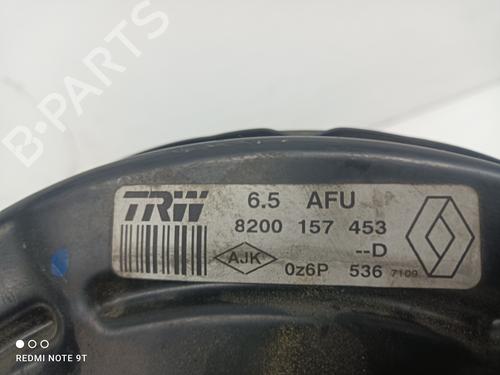 B-PARTS
TRW
6.5 AFU
8200 157 453
--D
AJK
0z6P 536 7109
REDMI NOTE 9T